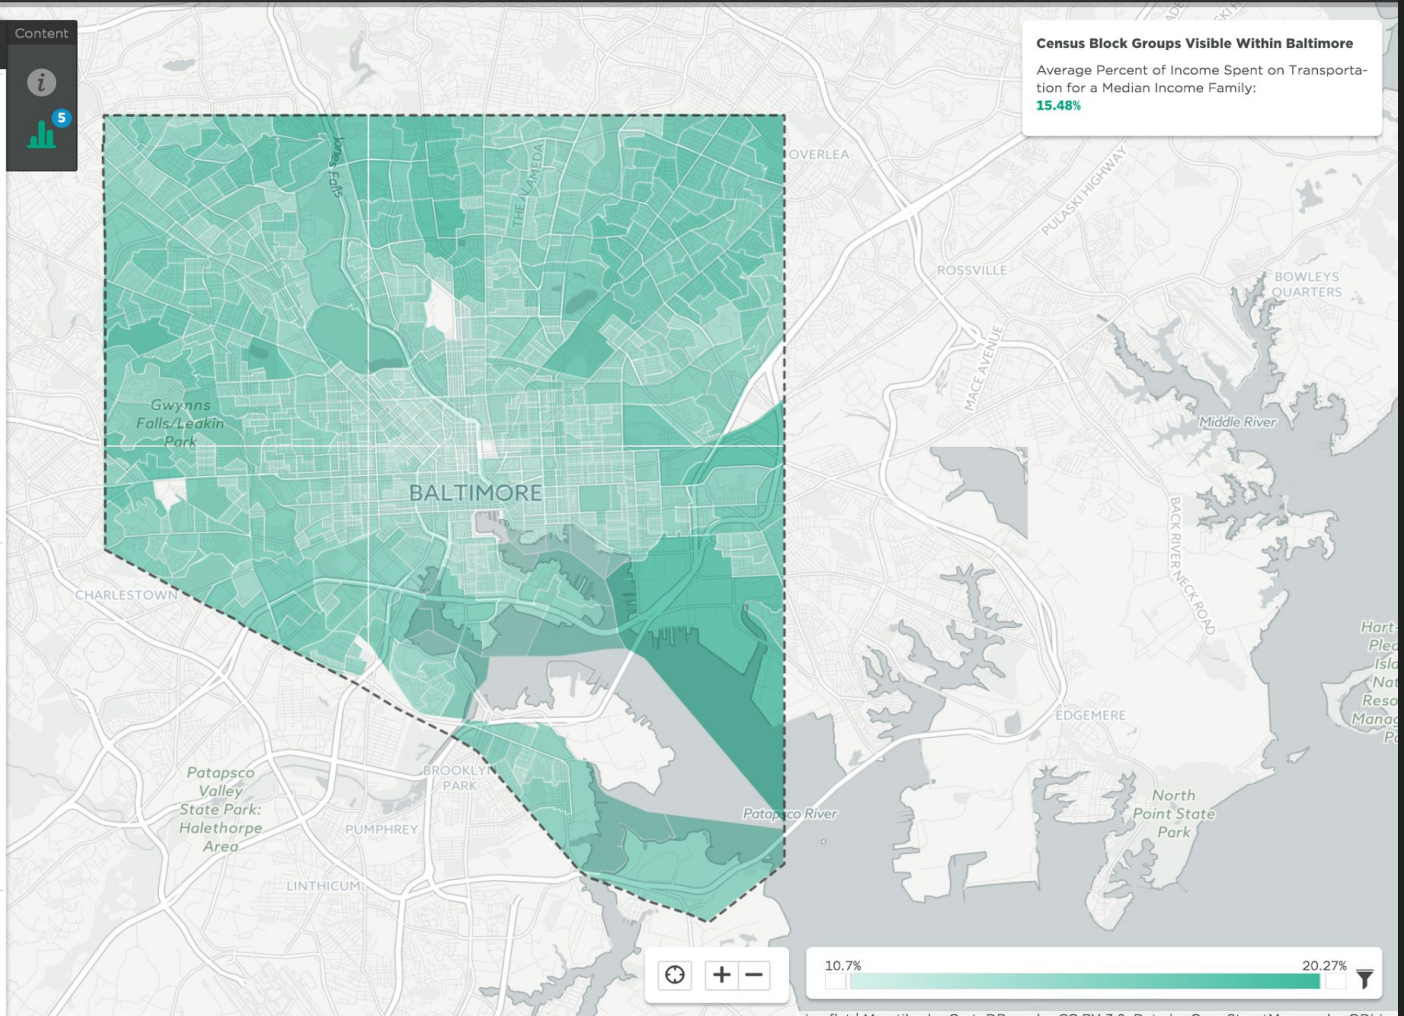 Content
5
Census Block Groups Visible Within Baltimore
Average Percent of Income Spent on Transporta-
tion for a Median Income Family:
15.48%
Jones Falls
THE ALAMEDA
OVERLEA
PULASKI HIGHWAY
ROSSVILLE
BOWLEYS
QUARTERS
MACE AVENUE
Middle River
Gwynns
Falls/Leakin
Park
BALTIMORE
BACK RIVER NECK ROAD
CHARLESTOWN
Hart-
EDGEMERE
BROOKLYN
PARK
Patapsco
Valley
State Park:
Halethorpe
Area
PUMPHREY
Patapsco River
North
Point State
Park
LINTHICUM
10.7%
20.27%